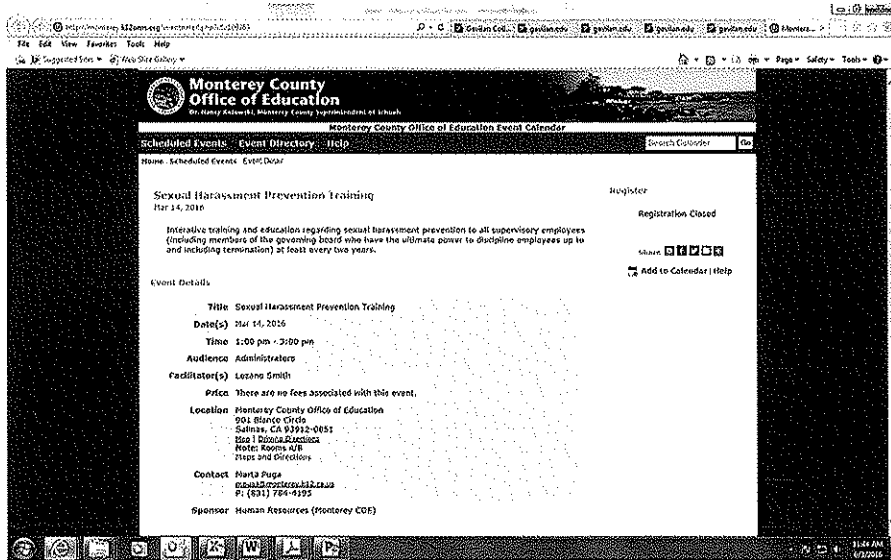 File Edit View Favorites Tools Help
Suggested Sites Web Slice Gallery
Page Safety Tools
Monterey County
Office of Education
Monterey County Superintendent of Schools
Monterey County Office of Education Event Calendar
Scheduled Events Event Directory Help
Search Calendar Go
Home Scheduled Events Event Detail
Sexual Harassment Prevention Training
Mar 14, 2016
Interative training and education regarding sexual harassment prevention to all supervisory employees
(including members of the governing board who have the ultimate power to discipline employees up to
and including termination) at least every two years.
Register
Registration Closed
Share
Add to Calendar | Help
Event Details
Title Sexual Harassment Prevention Training
Date(s) Mar 14, 2016
Time 1:00 pm - 3:00 pm
Audience Administrators
Facilitator(s) Lozano Smith
Price There are no fees associated with this event.
Location Monterey County Office of Education
901 Blanco Circle
Salinas, CA 93912-0851
Map | Driving Directions
Note: Rooms A/B
Maps and Directions
Contact Marta Puga
P: (831) 784-4195
Sponsor Human Resources (Monterey COE)